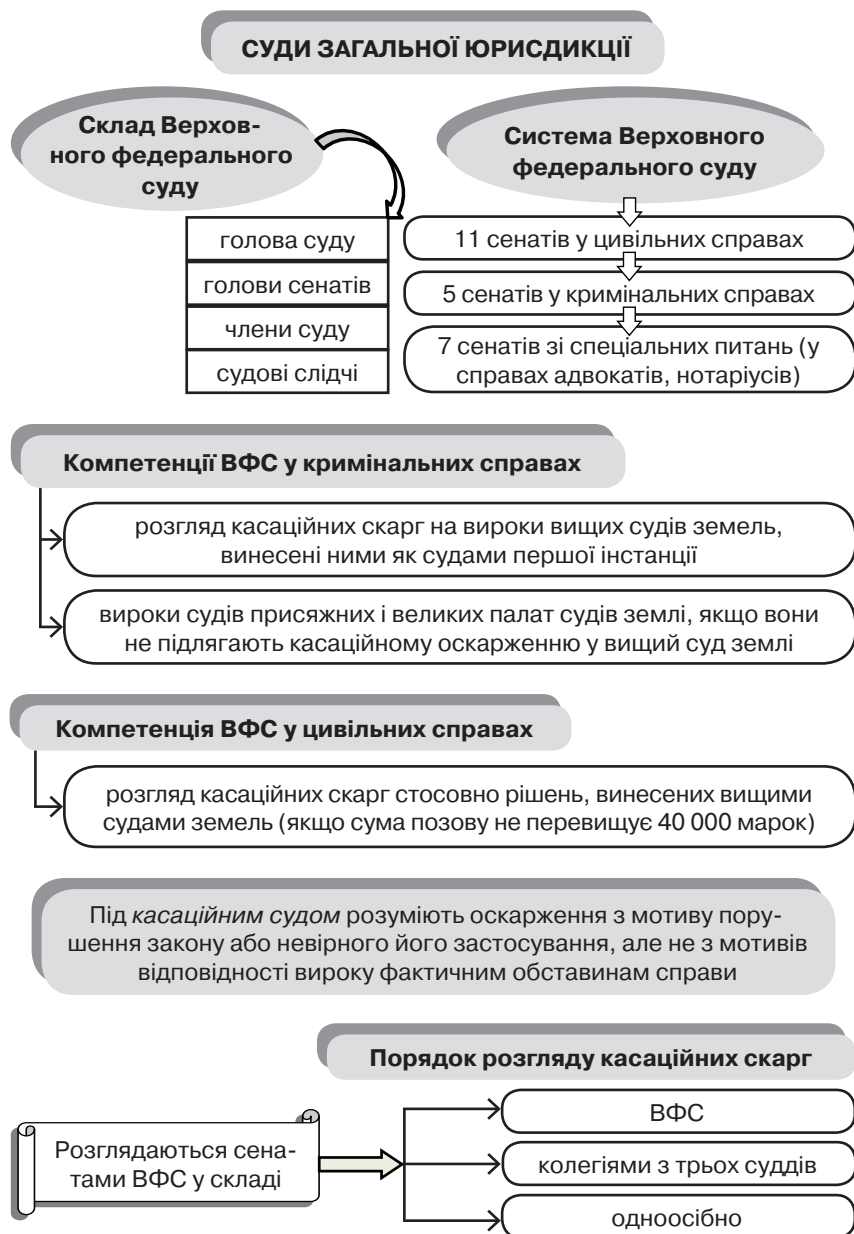 СУДИ ЗАГАЛЬНОЇ ЮРИСДИКЦІЇ
Склад Верхов-
ного федерального
суду
голова суду
голови сенатів
члени суду
судові слідчі
Система Верховного
федерального суду
11 сенатів у цивільних справах
5 сенатів у кримінальних справах
7 сенатів зі спеціальних питань (у
справах адвокатів, нотаріусів)
Компетенції ВФС у кримінальних справах
розгляд касаційних скарг на вироки вищих судів земель,
винесені ними як судами першої інстанції
вироки судів присяжних і великих палат судів землі, якщо вони
не підлягають касаційному оскарженню у вищий суд землі
Компетенція ВФС у цивільних справах
розгляд касаційних скарг стосовно рішень, винесених вищими
судами земель (якщо сума позову не перевищує 40 000 марок)
Під касаційним судом розуміють оскарження з мотиву пору-
шення закону або невірного його застосування, але не з мотивів
відповідності вироку фактичним обставинам справи
Порядок розгляду касаційних скарг
Розглядаються сена-
тами ВФС у складі
ВФС
колегіями з трьох суддів
одноосібно